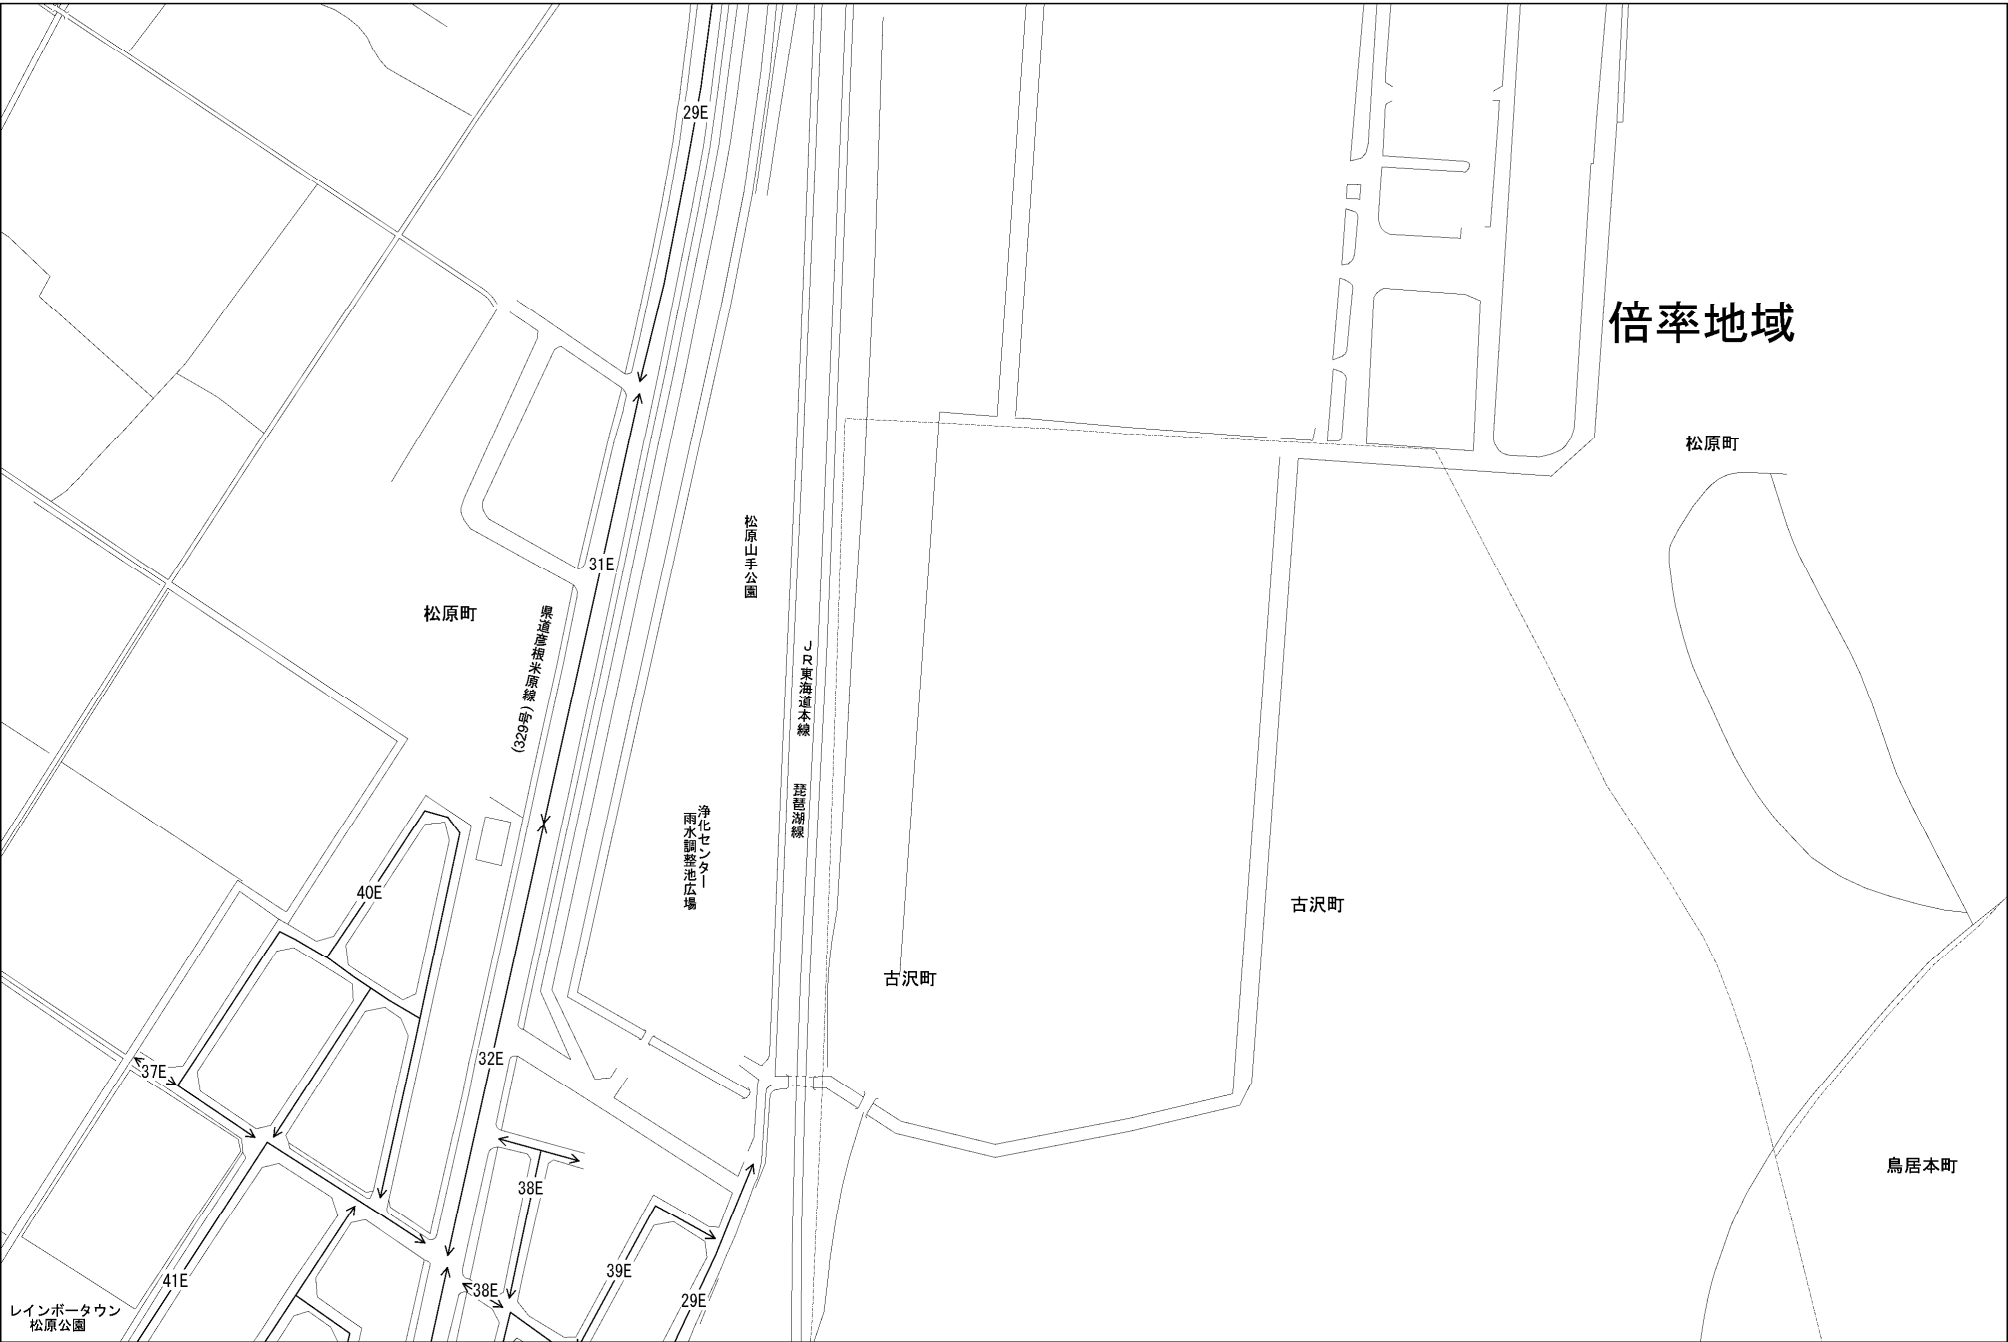 29E
倍率地域
松原町
松原山手公園
31E
松原町
県道彦根米原線
(329号)
JR東海道本線
琵琶湖線
浄化センター
雨水調整池広場
40E
古沢町
古沢町
32E
37E
鳥居本町
38E
39E
41E
38E
29E
レインボータウン
松原公園